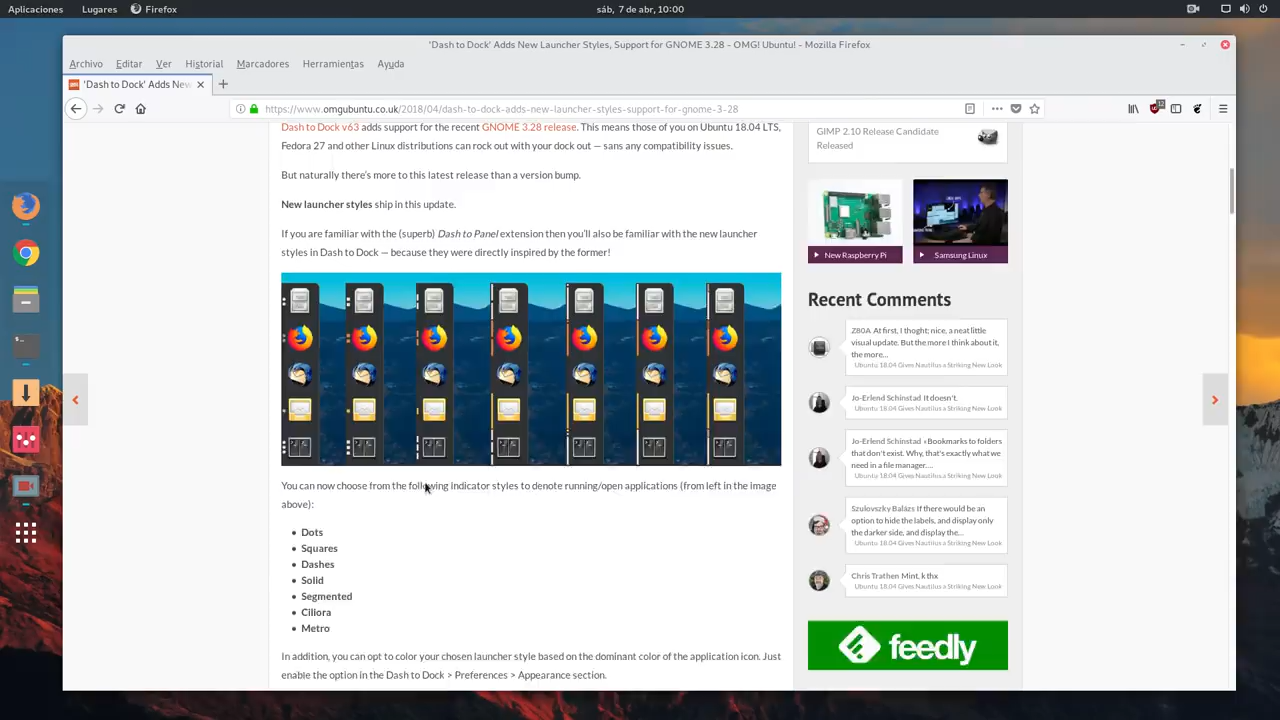 Aplicaciones Lugares Firefox sáb, 7 de abr, 10:00
'Dash to Dock' Adds New Launcher Styles, Support for GNOME 3.28 – OMG! Ubuntu! - Mozilla Firefox
Archivo Editar Ver Historial Marcadores Herramientas Ayuda
'Dash to Dock' Adds New
https://www.omgubuntu.co.uk/2018/04/dash-to-dock-adds-new-launcher-styles-support-for-gnome-3-28
Dash to Dock v63 adds support for the recent GNOME 3.28 release. This means those of you on Ubuntu 18.04 LTS,
Fedora 27 and other Linux distributions can rock out with your dock out — sans any compatibility issues.
But naturally there's more to this latest release than a version bump.
New launcher styles ship in this update.
If you are familiar with the (superb) Dash to Panel extension then you'll also be familiar with the new launcher
styles in Dash to Dock — because they were directly inspired by the former!
You can now choose from the following indicator styles to denote running/open applications (from left in the image
above):
• Dots
• Squares
• Dashes
• Solid
• Segmented
• Ciliora
• Metro
In addition, you can opt to color your chosen launcher style based on the dominant color of the application icon. Just
enable the option in the Dash to Dock > Preferences > Appearance section.
GIMP 2.10 Release Candidate
Released
New Raspberry Pi
Samsung Linux
Recent Comments
Z80A At first, I thoght; nice, a neat little
visual update. But the more I think about it,
the more...
Ubuntu 18.04 Gives Nautilus a Striking New Look
Jo-Erlend Schinstad It doesn't.
Ubuntu 18.04 Gives Nautilus a Striking New Look
Jo-Erlend Schinstad «Bookmarks to folders
that don't exist. Why, that's exactly what we
need in a file manager....
Ubuntu 18.04 Gives Nautilus a Striking New Look
Szulovszky Balázs If there would be an
option to hide the labels, and display only
the darker side, and display the...
Ubuntu 18.04 Gives Nautilus a Striking New Look
Chris Trathen Mint, k thx
Ubuntu 18.04 Gives Nautilus a Striking New Look
feedly